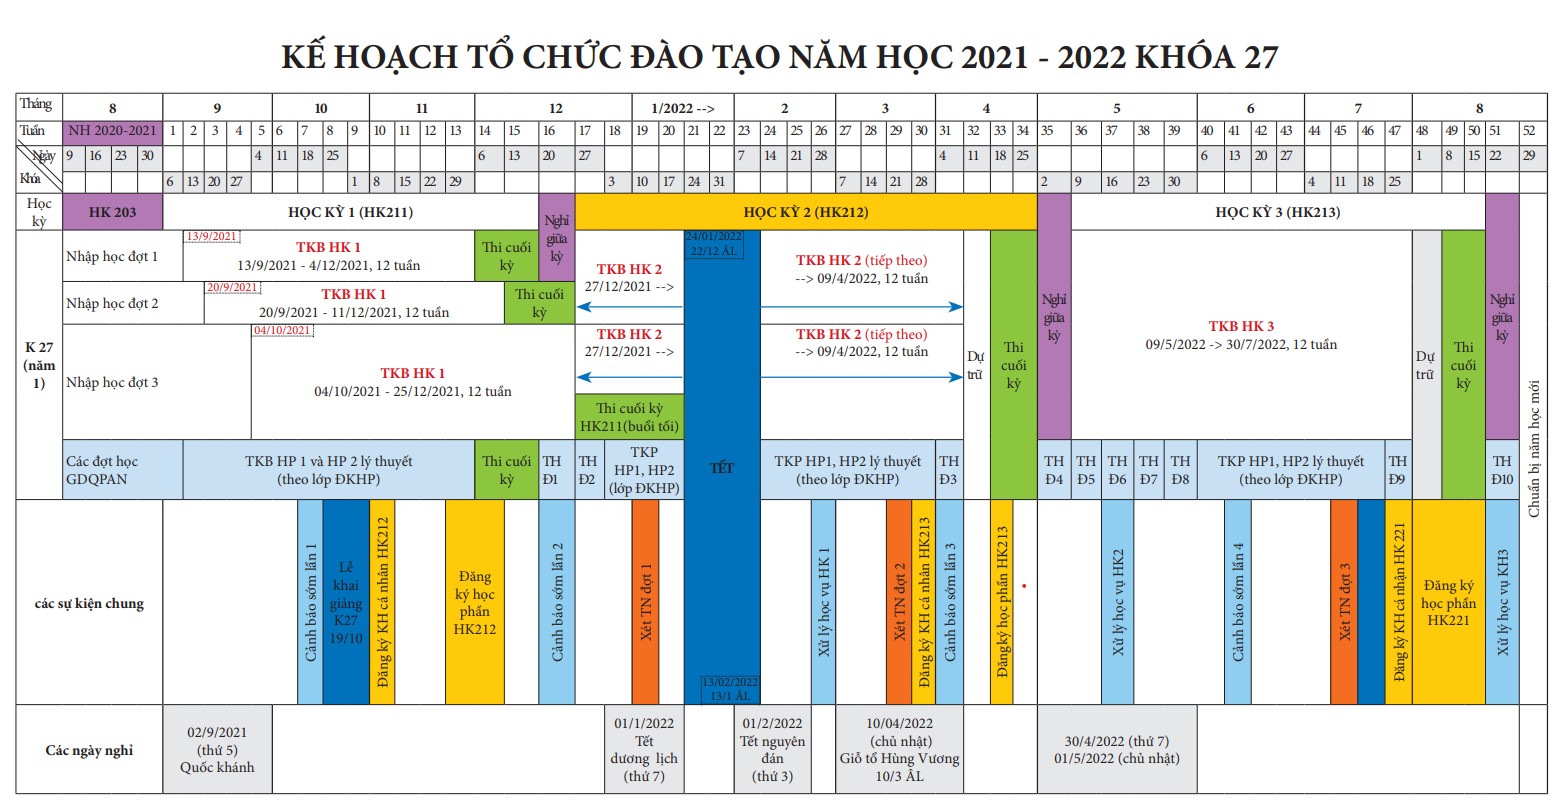 KẾ HOẠCH TỔ CHỨC ĐÀO TẠO NĂM HỌC 2021 - 2022 KHÓA 27
Tháng 8 9 10 11 12 1/2022 --> 2 3 4 5 6 7 8
Tuần NH 2020-2021 1 2 3 4 5 6 7 8 9 10 11 12 13 14 15 16 17 18 19 20 21 22 23 24 25 26 27 28 29 30 31 32 33 34 35 36 37 38 39 40 41 42 43 44 45 46 47 48 49 50 51 52
Ngày 9 16 23 30 4 11 18 25 6 13 20 27 7 14 21 28 4 11 18 25 6 13 20 27 1 8 15 22 29
Khóa 6 13 20 27 1 8 15 22 29 3 10 17 24 31 7 14 21 28 2 9 16 23 30 4 11 18 25
Học
kỳ
HK 203
HỌC KỲ 1 (HK211)
Nghỉ
giữa
kỳ
HỌC KỲ 2 (HK212)
HỌC KỲ 3 (HK213)
K 27
(năm
1)
Nhập học đợt 1
13/9/2021
TKB HK 1
13/9/2021 - 4/12/2021, 12 tuần
Thi cuối
kỳ
Nhập học đợt 2
20/9/2021
TKB HK 1
20/9/2021 - 11/12/2021, 12 tuần
Thi cuối
kỳ
Nhập học đợt 3
04/10/2021
TKB HK 1
04/10/2021 - 25/12/2021, 12 tuần
TKB HK 2
27/12/2021 -->
TKB HK 2
27/12/2021 -->
Thi cuối kỳ
HK211(buổi tối)
24/01/2022
22/12 ÂL
TẾT
13/02/2022
13/1 ÂL
TKB HK 2 (tiếp theo)
--> 09/4/2022, 12 tuần
TKB HK 2 (tiếp theo)
--> 09/4/2022, 12 tuần
Dự
trữ
Thi
cuối
kỳ
Nghỉ
giữa
kỳ
TKB HK 3
09/5/2022 -> 30/7/2022, 12 tuần
Dự
trữ
Thi
cuối
kỳ
Nghỉ
giữa
kỳ
Chuẩn bị năm học mới
Các đợt học
GDQPAN
TKB HP 1 và HP 2 lý thuyết
(theo lớp ĐKHP)
Thi cuối
kỳ
TH
Đ1
TH
Đ2
TKP
HP1, HP2
(lớp ĐKHP)
TKP HP1, HP2 lý thuyết
(theo lớp ĐKHP)
TH
Đ3
TH
Đ4
TH
Đ5
TH
Đ6
TH
Đ7
TH
Đ8
TKP HP1, HP2 lý thuyết
(theo lớp ĐKHP)
TH
Đ9
TH
Đ10
các sự kiện chung
Cảnh báo sớm lần 1
Lễ
khai
giảng
K27
19/10
Đăng ký KH cá nhân HK212
Đăng
ký học
phần
HK212
Cảnh báo sớm lần 2
Xét TN đợt 1
Xử lý học vụ HK 1
Xét TN đợt 2
Đăng ký KH cá nhân HK213
Cảnh báo sớm lần 3
Đăng ký học phần HK213
Xử lý học vụ HK2
Cảnh báo sớm lần 4
Xét TN đợt 3
Đăng ký KH cá nhận HK 221
Đăng ký
học phần
HK221
Xử lý học vụ KH3
Các ngày nghỉ
02/9/2021
(thứ 5)
Quốc khánh
01/1/2022
Tết
dương lịch
(thứ 7)
01/2/2022
Tết nguyên
đán
(thứ 3)
10/04/2022
(chủ nhật)
Giỗ tổ Hùng Vương
10/3 ÂL
30/4/2022 (thứ 7)
01/5/2022 (chủ nhật)